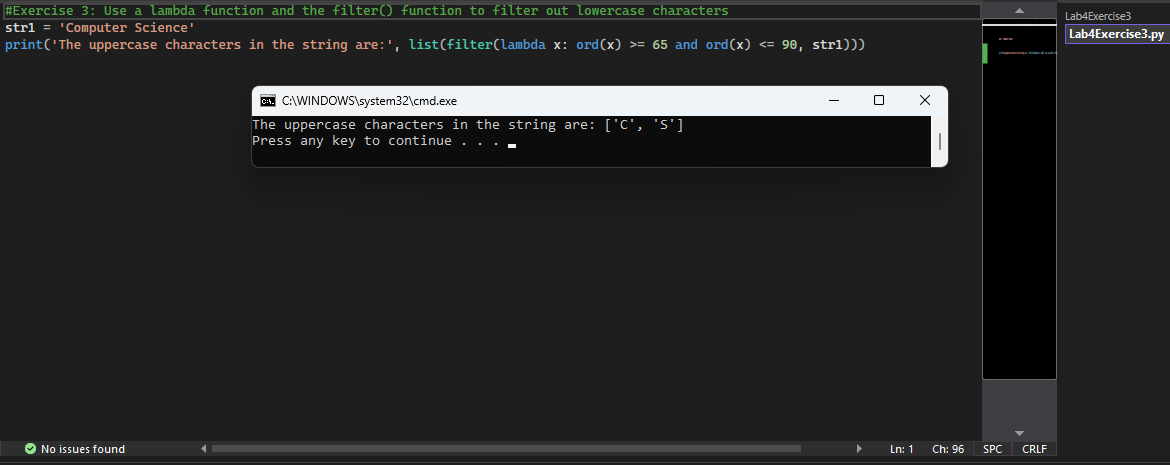 #Exercise 3: Use a lambda function and the filter() function to filter out lowercase characters
str1 = 'Computer Science'
print('The uppercase characters in the string are:', list(filter(lambda x: ord(x) >= 65 and ord(x) <= 90, str1)))
Lab4Exercise3
Lab4Exercise3.py
C:\WINDOWS\system32\cmd.exe
The uppercase characters in the string are: ['C', 'S']
Press any key to continue . . .
No issues found
Ln: 1 Ch: 96 SPC CRLF